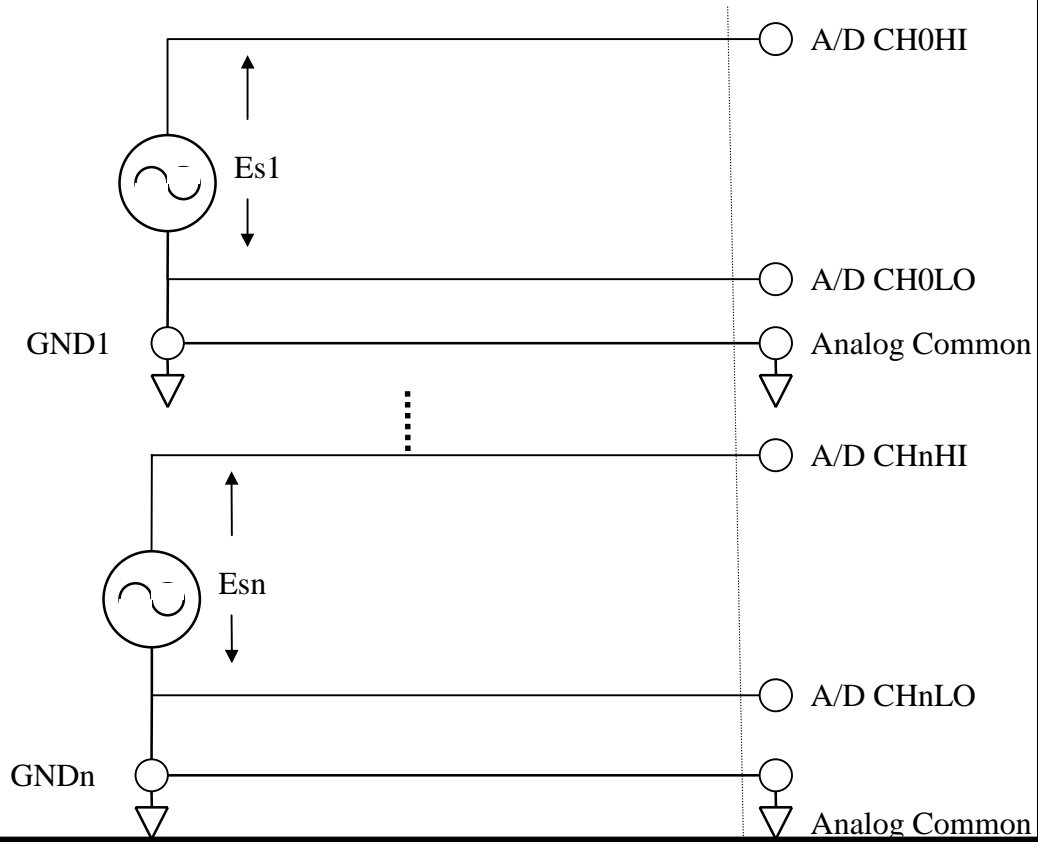 A/D CH0HI
Es1
A/D CH0LO
GND1
Analog Common
A/D CHnHI
Esn
A/D CHnLO
GNDn
Analog Common